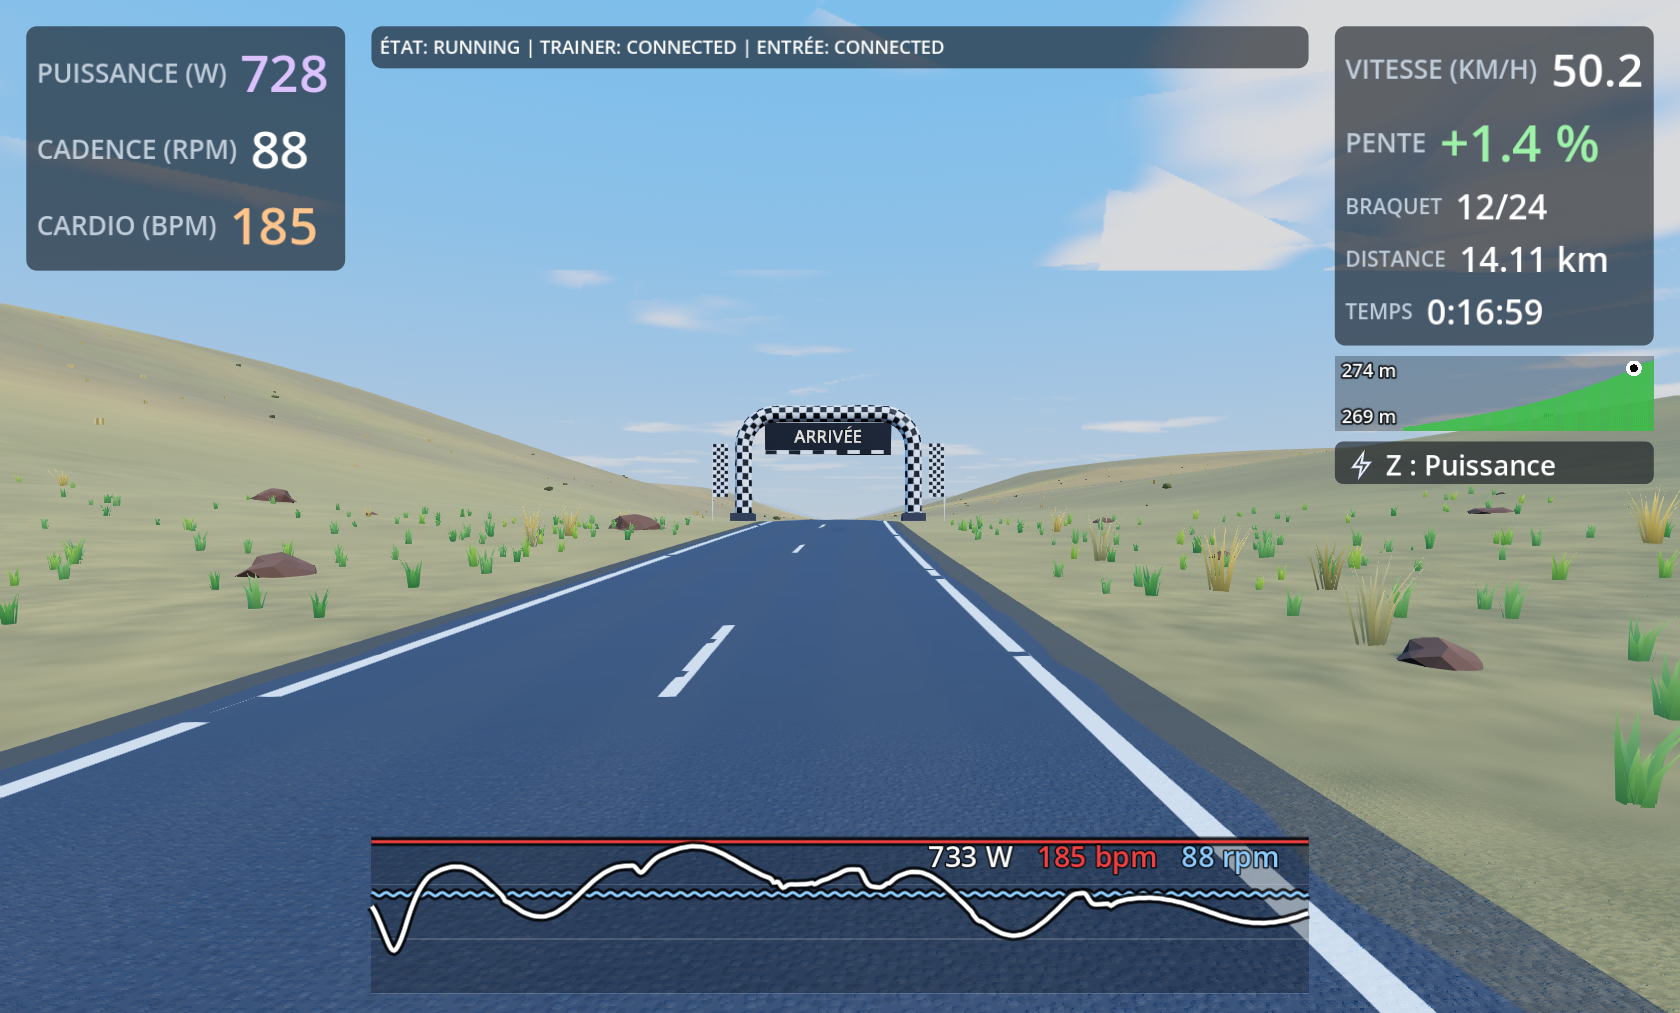 PUISSANCE (W) 728
CADENCE (RPM) 88
CARDIO (BPM) 185
ÉTAT: RUNNING | TRAINER: CONNECTED | ENTRÉE: CONNECTED
VITESSE (KM/H) 50.2
PENTE +1.4 %
BRAQUET 12/24
DISTANCE 14.11 km
TEMPS 0:16:59
274 m
269 m
Z : Puissance
ARRIVÉE
733 W 185 bpm 88 rpm